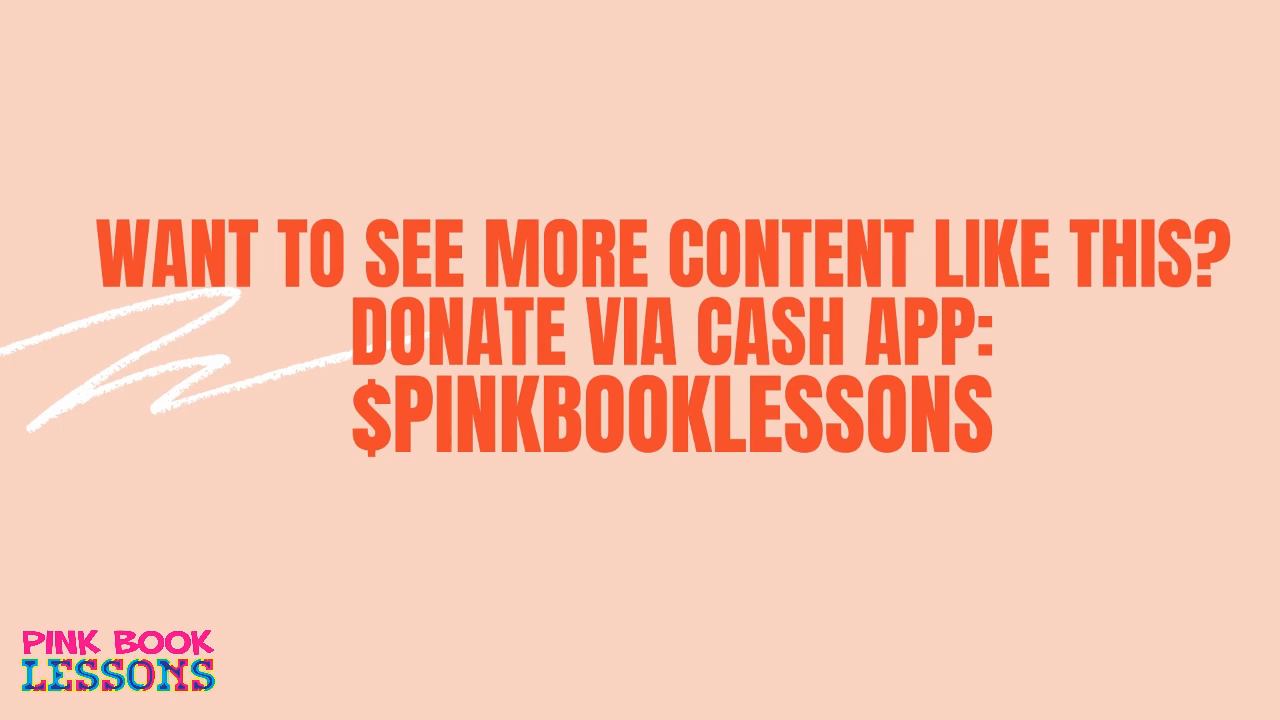 WANT TO SEE MORE CONTENT LIKE THIS?
DONATE VIA CASH APP:
$PINKBOOKLESSONS
PINK BOOK
LESSONS